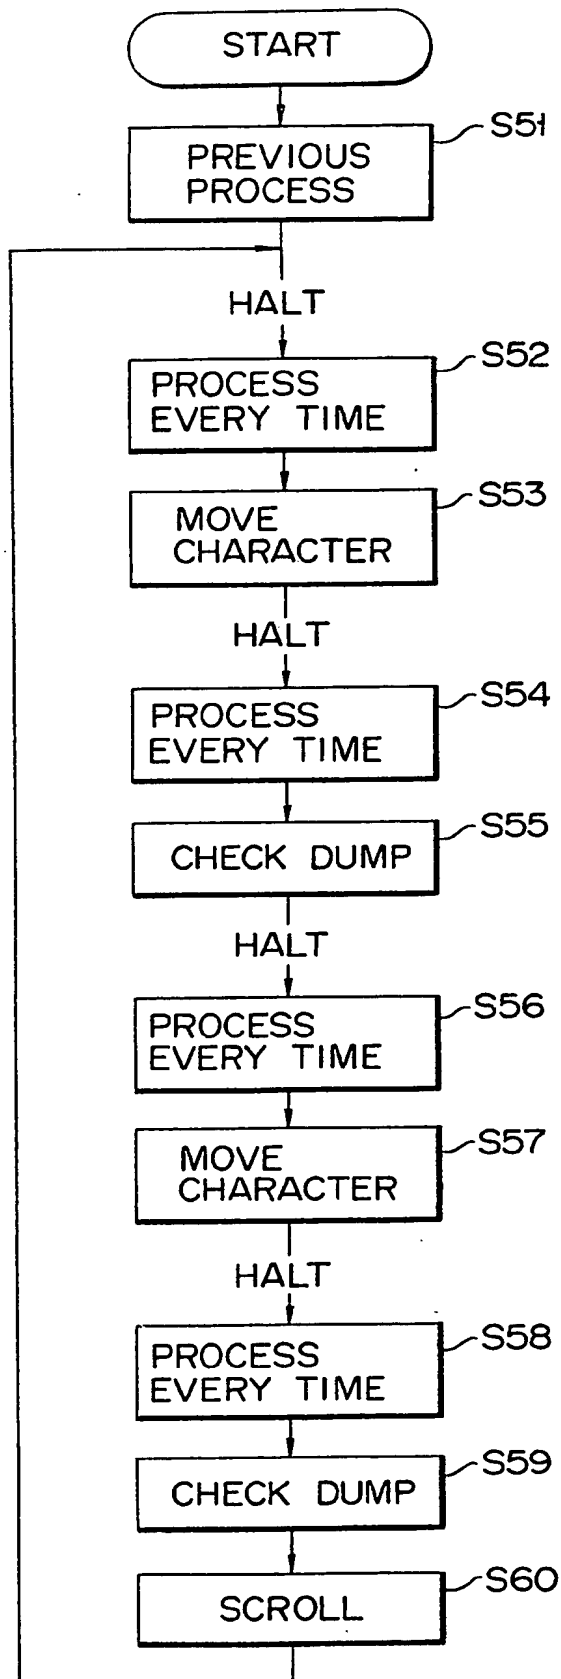 START
S51
PREVIOUS
PROCESS
HALT
S52
PROCESS
EVERY TIME
S53
MOVE
CHARACTER
HALT
S54
PROCESS
EVERY TIME
S55
CHECK DUMP
HALT
S56
PROCESS
EVERY TIME
S57
MOVE
CHARACTER
HALT
S58
PROCESS
EVERY TIME
S59
CHECK DUMP
S60
SCROLL